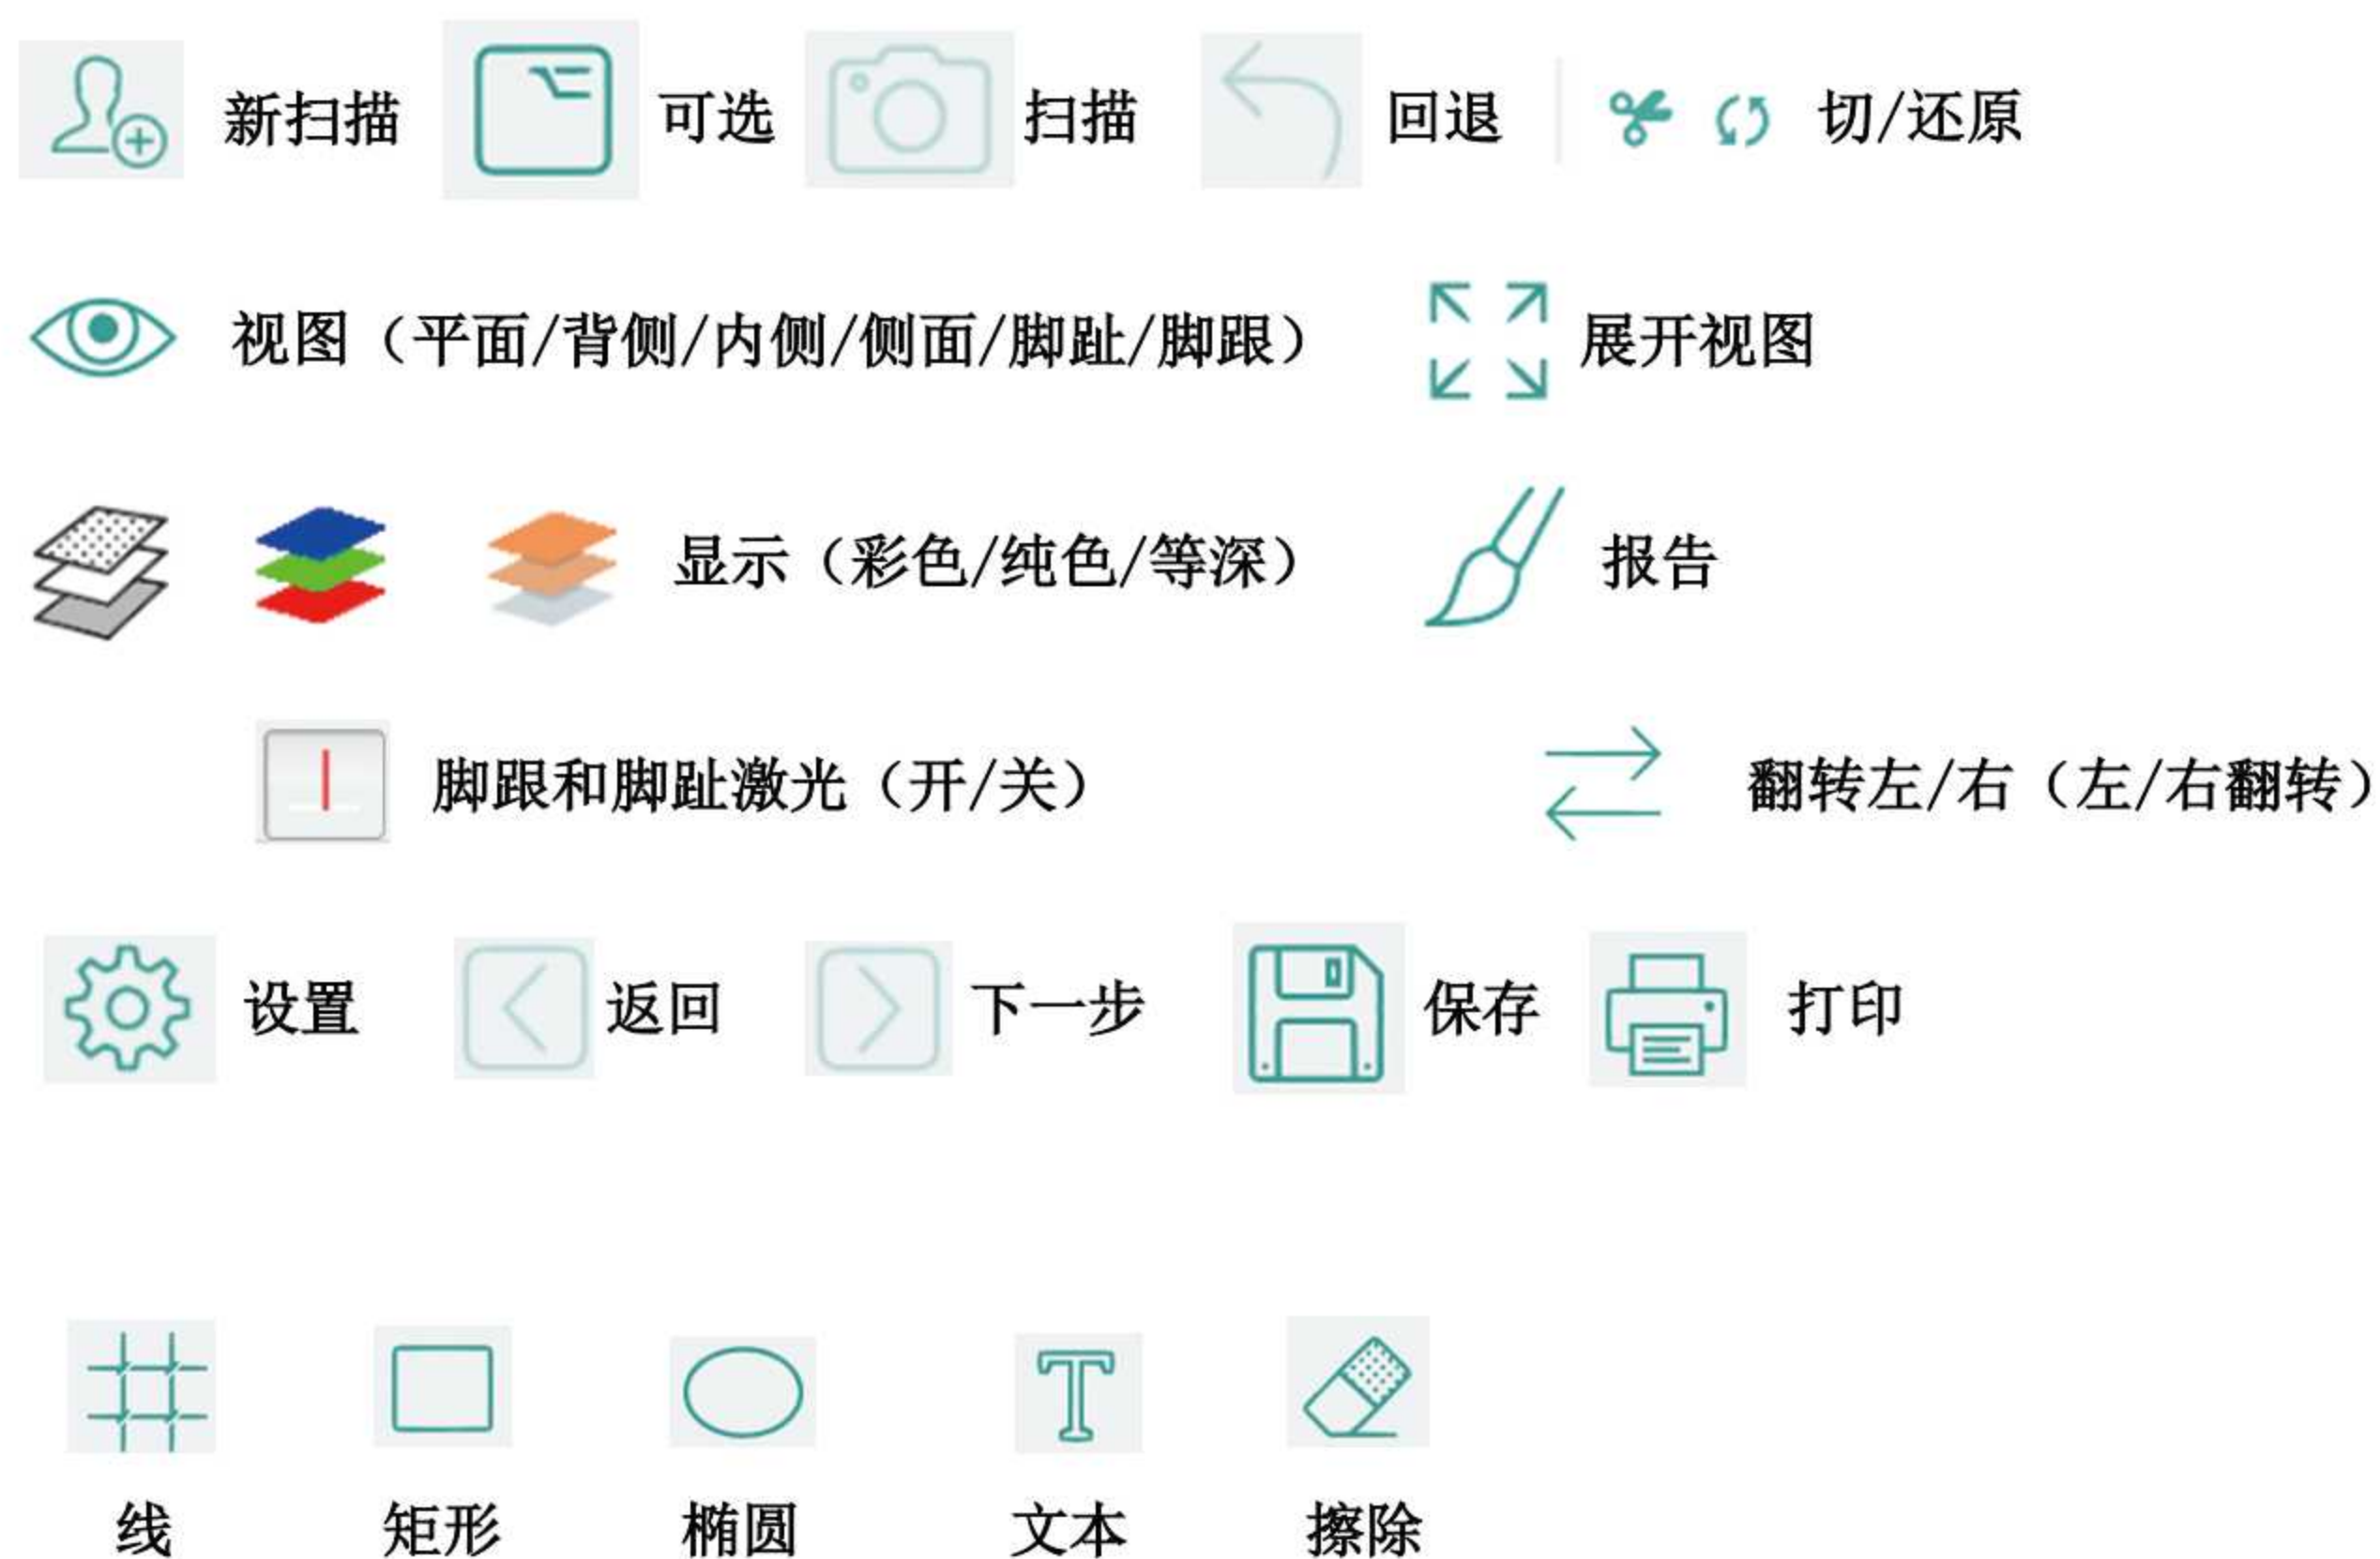 新扫描 可选 扫描 回退 切/还原
视图（平面/背侧/内侧/侧面/脚趾/脚跟） 展开视图
显示（彩色/纯色/等深） 报告
脚跟和脚趾激光（开/关） 翻转左/右（左/右翻转）
设置 返回 下一步 保存 打印
线 矩形 椭圆 文本 擦除